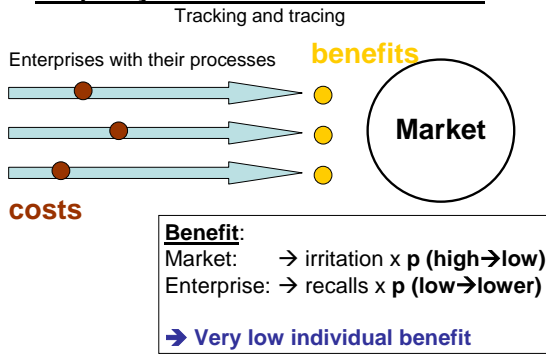 Tracking and tracing
Enterprises with their processes
benefits
Market
costs
Benefit:
Market: → irritation x p (high→low)
Enterprise: → recalls x p (low→lower)
→ Very low individual benefit